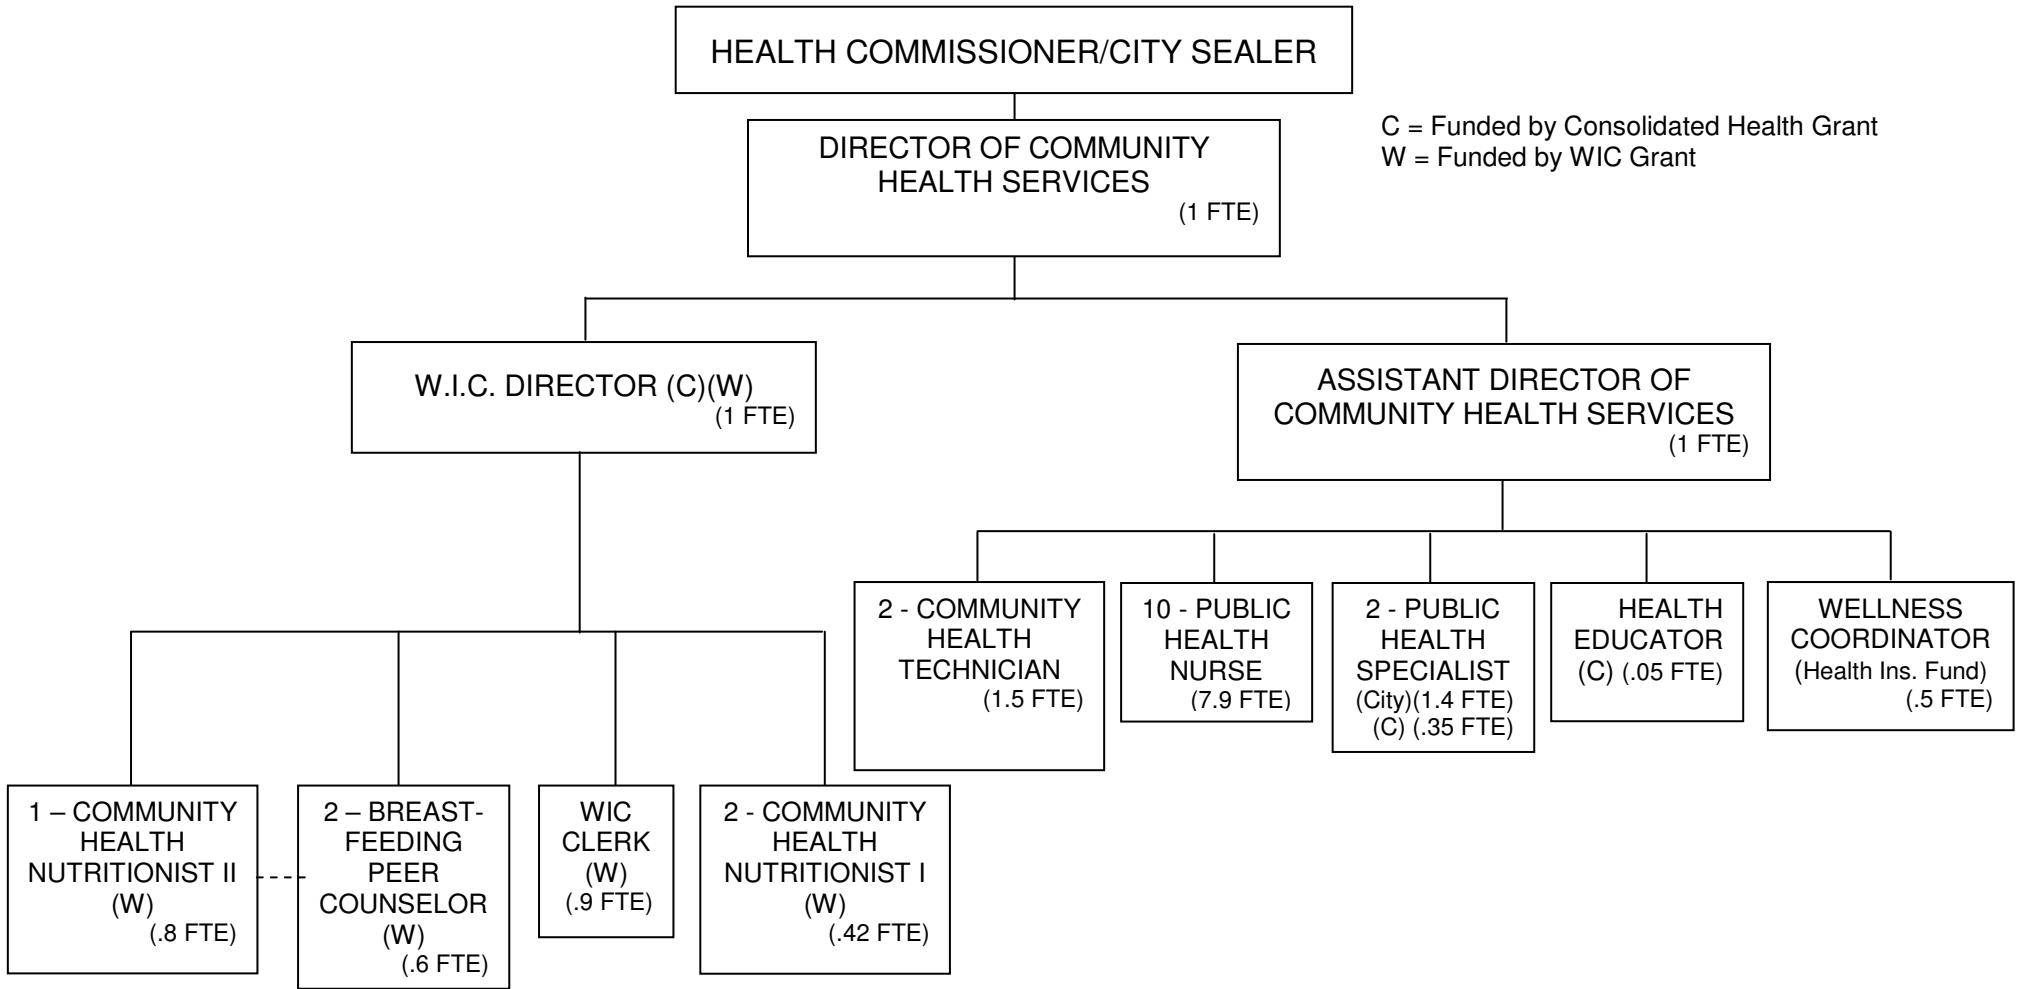 HEALTH COMMISSIONER/CITY SEALER
C = Funded by Consolidated Health Grant
W = Funded by WIC Grant
DIRECTOR OF COMMUNITY
HEALTH SERVICES
(1 FTE)
W.I.C. DIRECTOR (C)(W)
(1 FTE)
ASSISTANT DIRECTOR OF
COMMUNITY HEALTH SERVICES
(1 FTE)
2 - COMMUNITY
HEALTH
TECHNICIAN
(1.5 FTE)
10 - PUBLIC
HEALTH
NURSE
(7.9 FTE)
2 - PUBLIC
HEALTH
SPECIALIST
(City)(1.4 FTE)
(C) (.35 FTE)
HEALTH
EDUCATOR
(C) (.05 FTE)
WELLNESS
COORDINATOR
(Health Ins. Fund)
(.5 FTE)
1 – COMMUNITY
HEALTH
NUTRITIONIST II
(W)
(.8 FTE)
2 – BREAST-
FEEDING
PEER
COUNSELOR
(W)
(.6 FTE)
WIC
CLERK
(W)
(.9 FTE)
2 - COMMUNITY
HEALTH
NUTRITIONIST I
(W)
(.42 FTE)